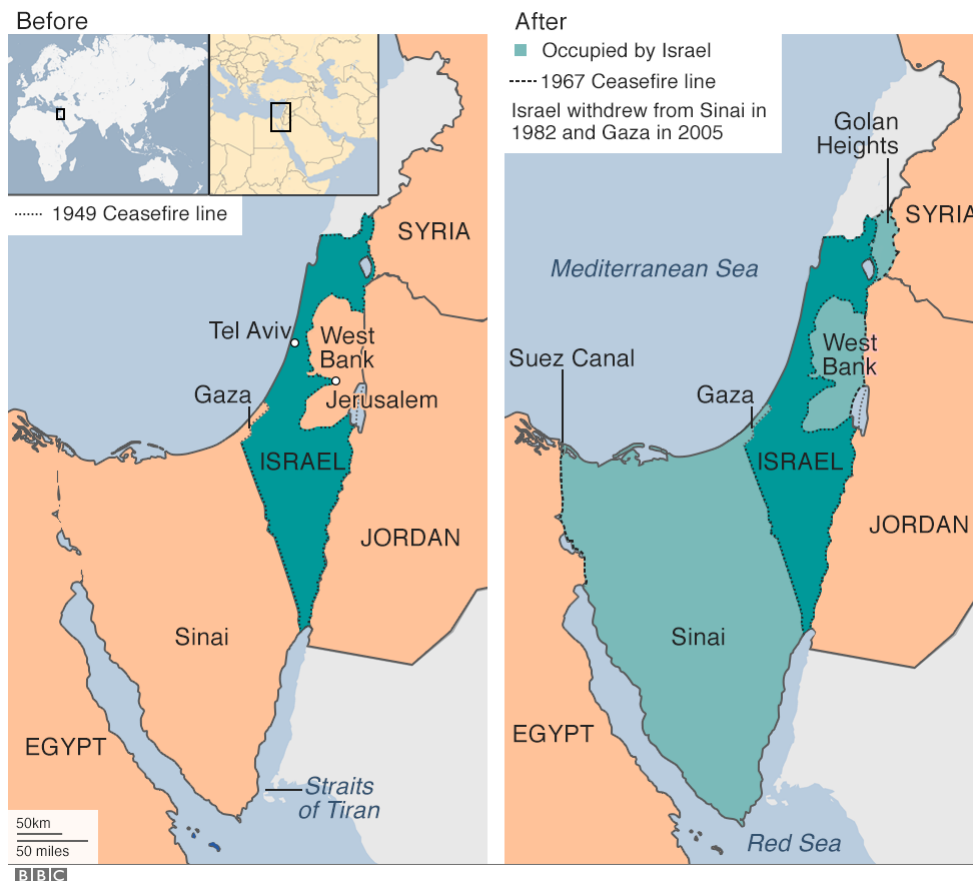 Before
1949 Ceasefire line
SYRIA
Tel Aviv
West
Bank
Gaza
Jerusalem
ISRAEL
JORDAN
Sinai
EGYPT
Straits
of Tiran
50km
50 miles
BBC
After
Occupied by Israel
1967 Ceasefire line
Israel withdrew from Sinai in
1982 and Gaza in 2005
Golan
Heights
SYRIA
Mediterranean Sea
Suez Canal
West
Bank
Gaza
ISRAEL
JORDAN
Sinai
EGYPT
Red Sea